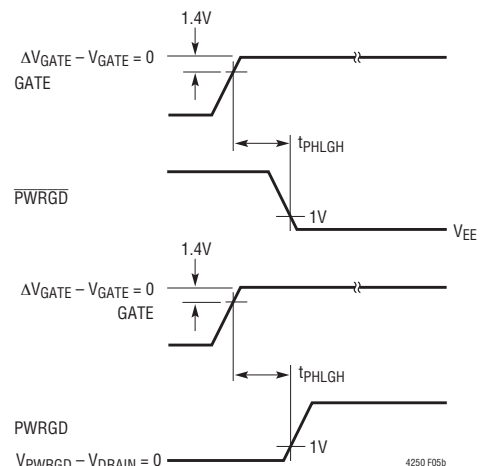 1.4V
ΔVGATE – VGATE = 0
GATE
tPHLGH
PWRGD
1V
VEE
1.4V
ΔVGATE – VGATE = 0
GATE
tPHLGH
PWRGD
1V
VPWRGD – VDRAIN = 0
4250 F05b